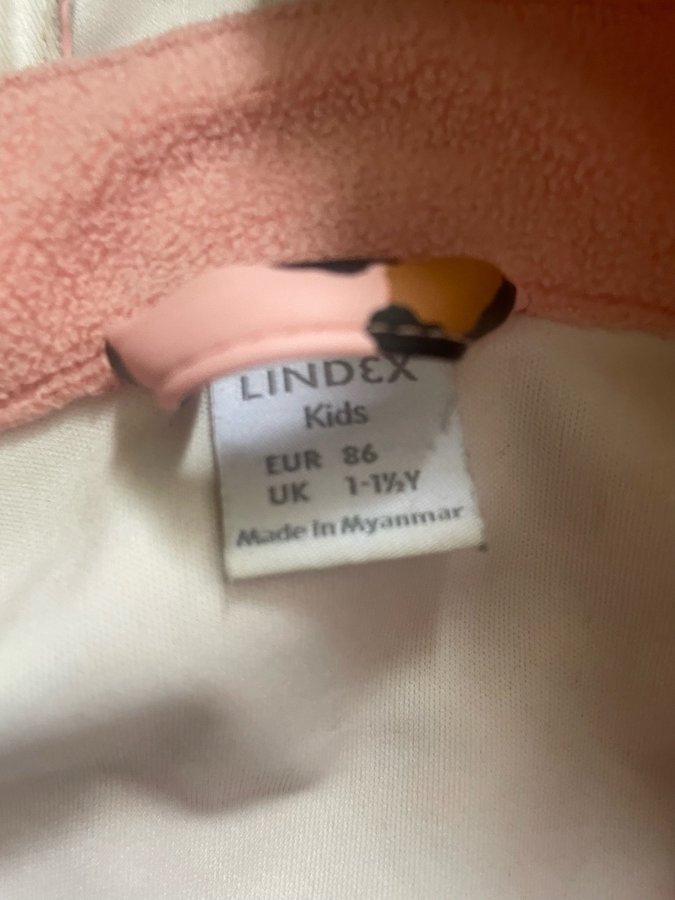 LINDEX
Kids
EUR 86
UK 1-1½Y
Made in Myanmar